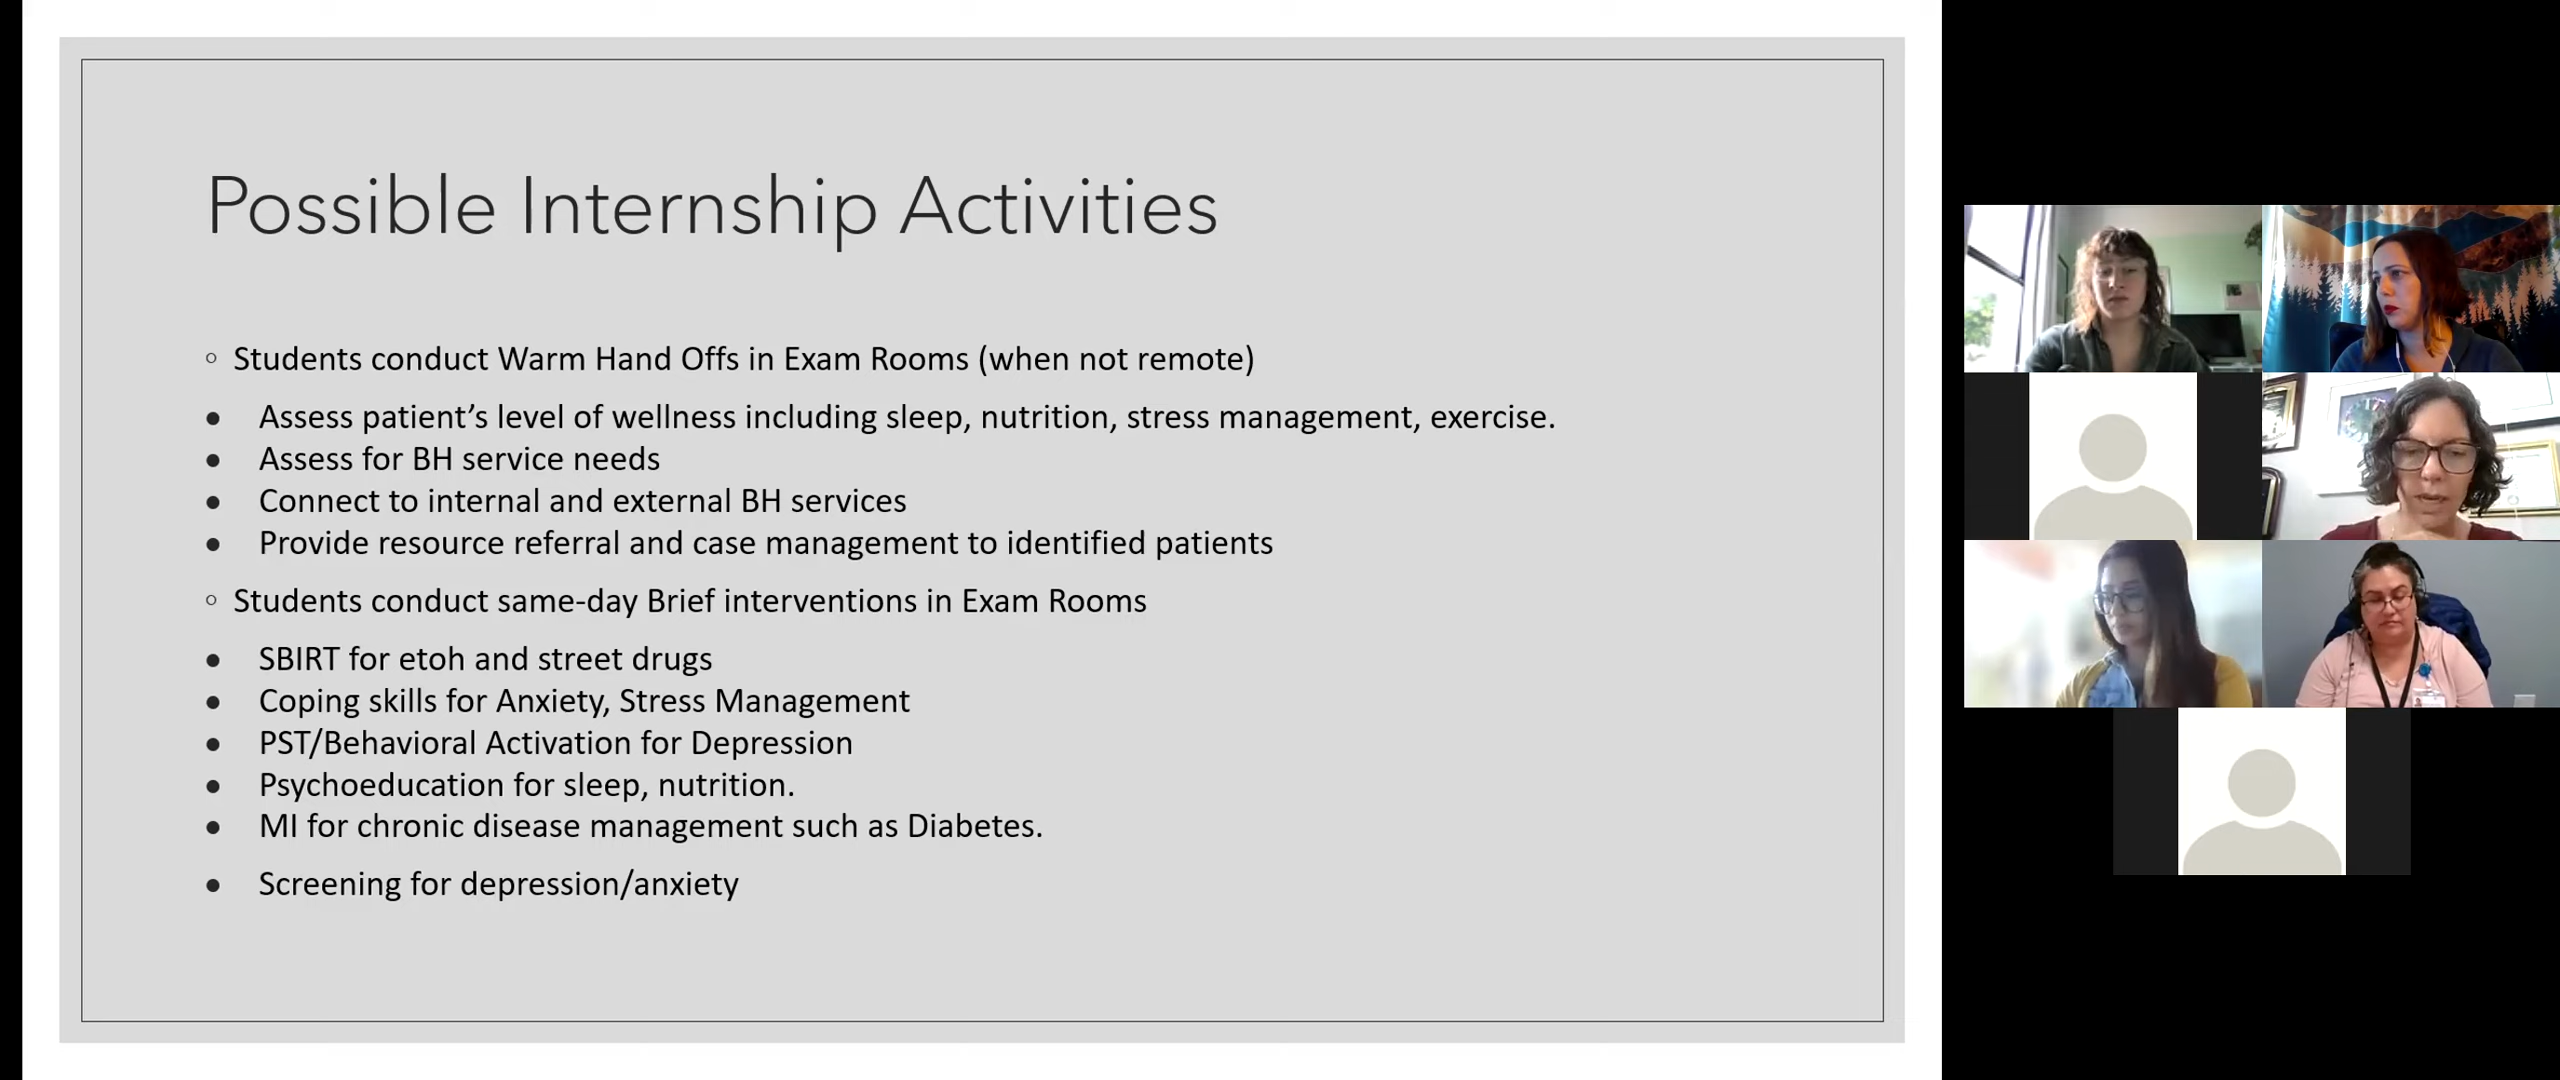 Possible Internship Activities
◦ Students conduct Warm Hand Offs in Exam Rooms (when not remote)
● Assess patient’s level of wellness including sleep, nutrition, stress management, exercise.
● Assess for BH service needs
● Connect to internal and external BH services
● Provide resource referral and case management to identified patients
◦ Students conduct same-day Brief interventions in Exam Rooms
● SBIRT for etoh and street drugs
● Coping skills for Anxiety, Stress Management
● PST/Behavioral Activation for Depression
● Psychoeducation for sleep, nutrition.
● MI for chronic disease management such as Diabetes.
● Screening for depression/anxiety